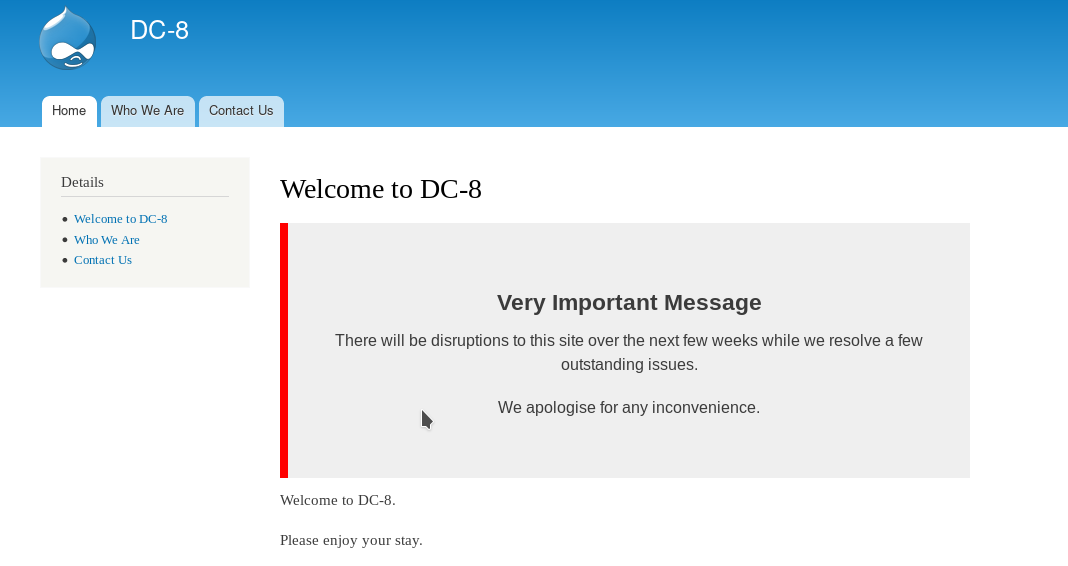 DC-8
Home
Who We Are
Contact Us
Details
Welcome to DC-8
Who We Are
Contact Us
Welcome to DC-8
Very Important Message
There will be disruptions to this site over the next few weeks while we resolve a few
outstanding issues.
We apologise for any inconvenience.
Welcome to DC-8.
Please enjoy your stay.